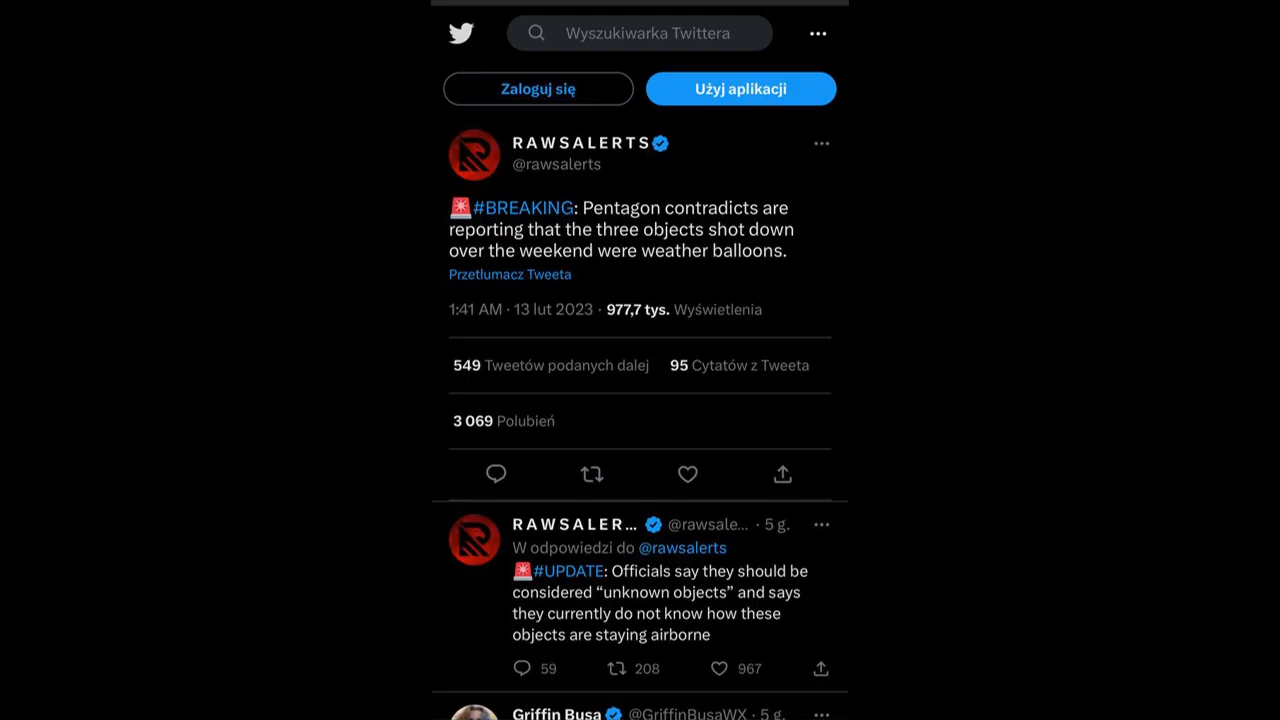 Wyszukiwarka Twittera
Zaloguj się
Użyj aplikacji
RAWSALERTS
@rawsalerts
#BREAKING: Pentagon contradicts are
reporting that the three objects shot down
over the weekend were weather balloons.
Przetłumacz Tweeta
1:41 AM · 13 lut 2023 · 977,7 tys. Wyświetlenia
549 Tweetów podanych dalej 95 Cytatów z Tweeta
3 069 Polubień
RAWSALER... @rawsale... · 5 g.
W odpowiedzi do @rawsalerts
#UPDATE: Officials say they should be
considered “unknown objects” and says
they currently do not know how these
objects are staying airborne
59 208 967
Griffin Busa @GriffinBusaWX · 5 g.